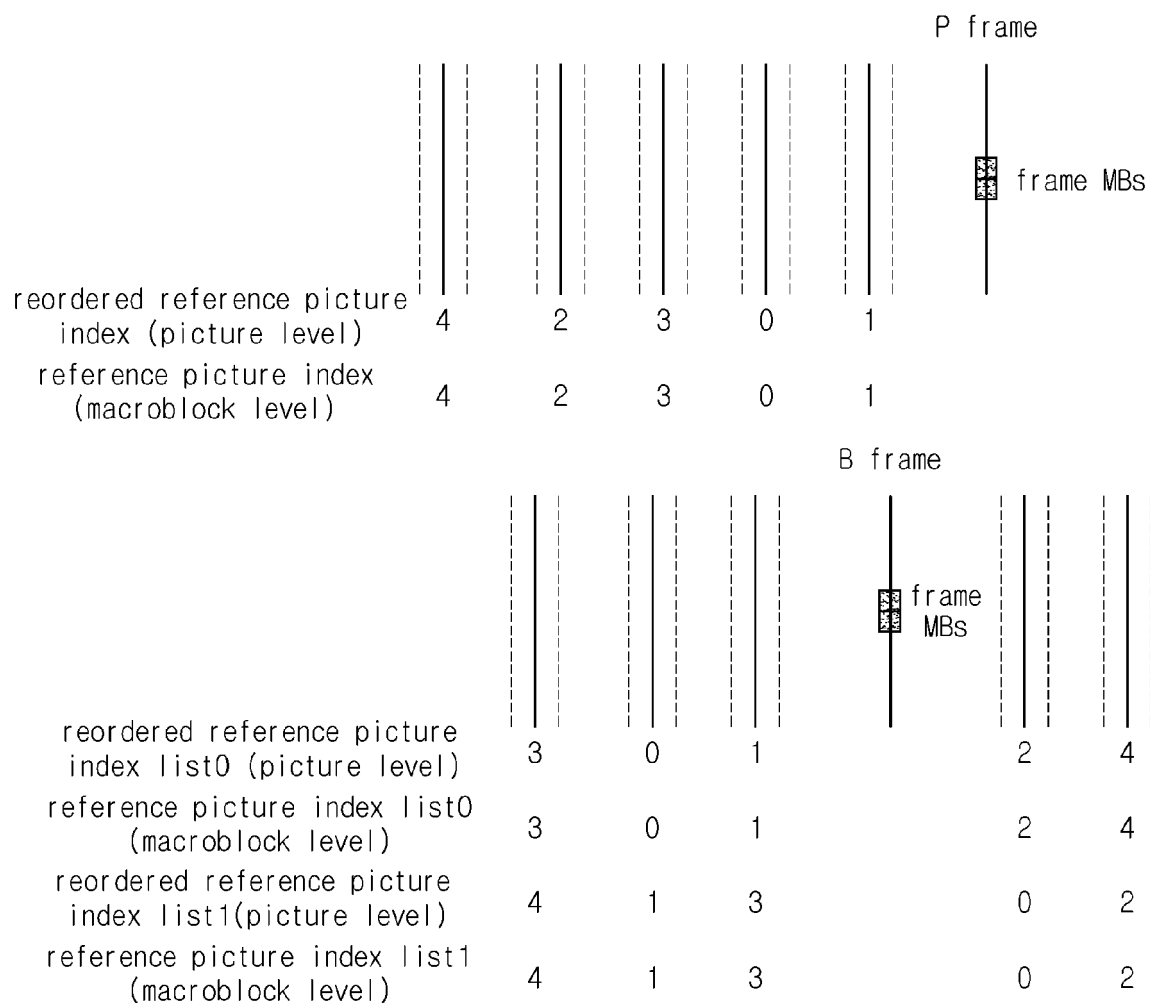 P frame
frame MBs
reordered reference picture
index (picture level) 4 2 3 0 1
reference picture index
(macroblock level) 4 2 3 0 1
B frame
frame
MBs
reordered reference picture
index list0 (picture level) 3 0 1 2 4
reference picture index list0
(macroblock level) 3 0 1 2 4
reordered reference picture
index list1(picture level) 4 1 3 0 2
reference picture index list1
(macroblock level) 4 1 3 0 2